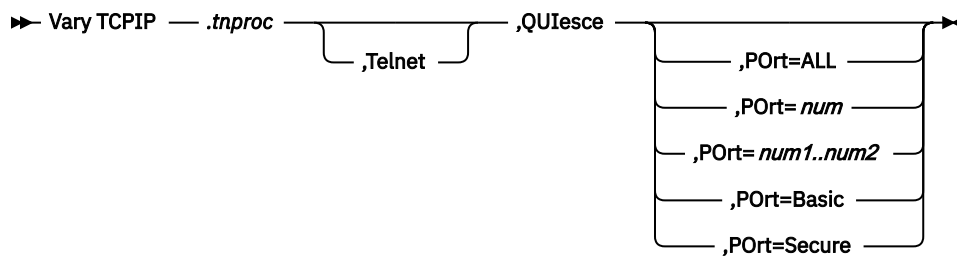 Vary TCPIP .tnproc ,QUIesce
,Telnet
,POrt=ALL
,POrt= num
,POrt= num1..num2
,POrt=Basic
,POrt=Secure